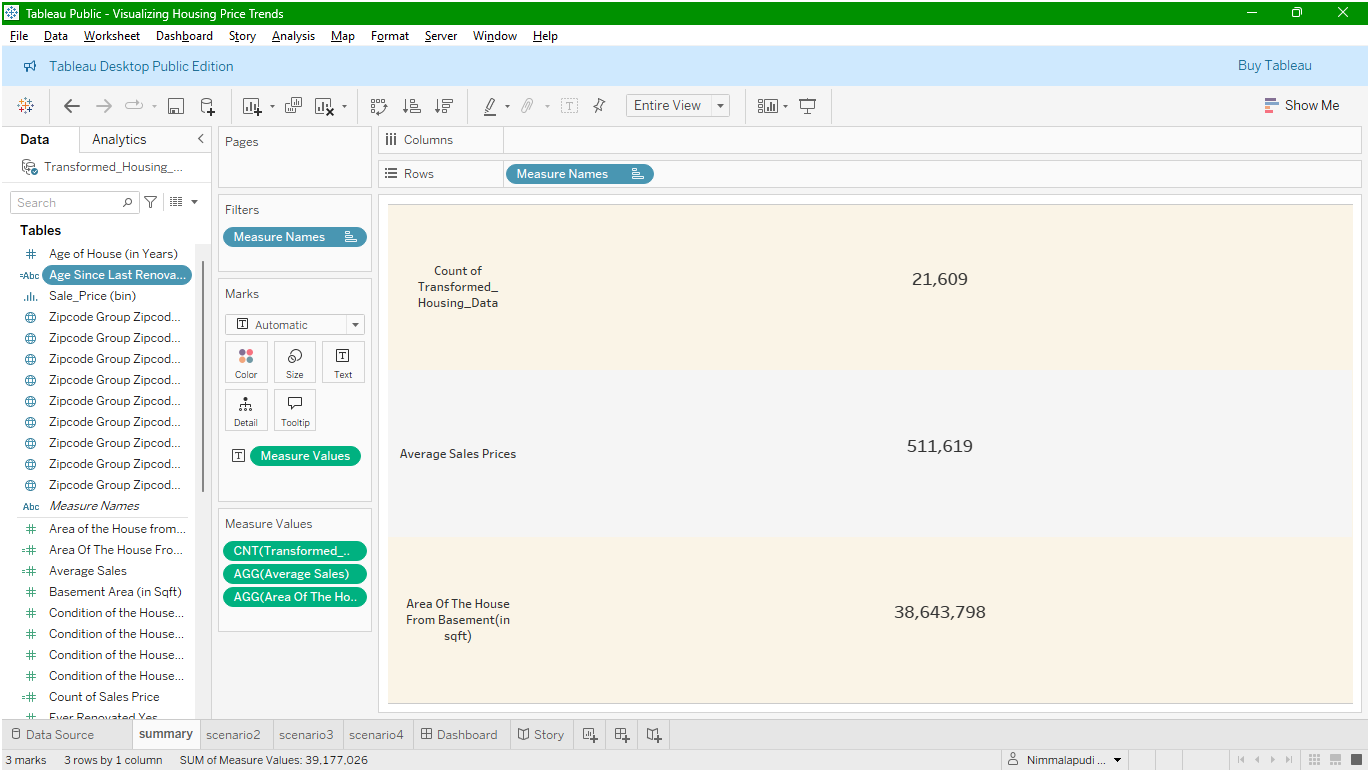 Tableau Public - Visualizing Housing Price Trends
File Data Worksheet Dashboard Story Analysis Map Format Server Window Help
Tableau Desktop Public Edition
Buy Tableau
Entire View
Show Me
Data
Analytics
Transformed_Housing_...
Search
Tables
Age of House (in Years)
=Abc Age Since Last Renova...
Sale_Price (bin)
Zipcode Group Zipcod...
Zipcode Group Zipcod...
Zipcode Group Zipcod...
Zipcode Group Zipcod...
Zipcode Group Zipcod...
Zipcode Group Zipcod...
Zipcode Group Zipcod...
Zipcode Group Zipcod...
Zipcode Group Zipcod...
Abc Measure Names
Area of the House from...
Area Of The House Fro...
Average Sales
Basement Area (in Sqft)
Condition of the House...
Condition of the House...
Condition of the House...
Condition of the House...
Count of Sales Price
Ever Renovated Yes
Pages
Filters
Measure Names
Marks
Automatic
Color
Size
Text
Detail
Tooltip
Measure Values
Measure Values
CNT(Transformed_..
AGG(Average Sales)
AGG(Area Of The Ho..
Columns
Rows
Measure Names
Count of
Transformed_
Housing_Data
21,609
Average Sales Prices
511,619
Area Of The House
From Basement(in
sqft)
38,643,798
Data Source
summary
scenario2
scenario3
scenario4
Dashboard
Story
3 marks
3 rows by 1 column
SUM of Measure Values: 39,177,026
Nimmalapudi ...